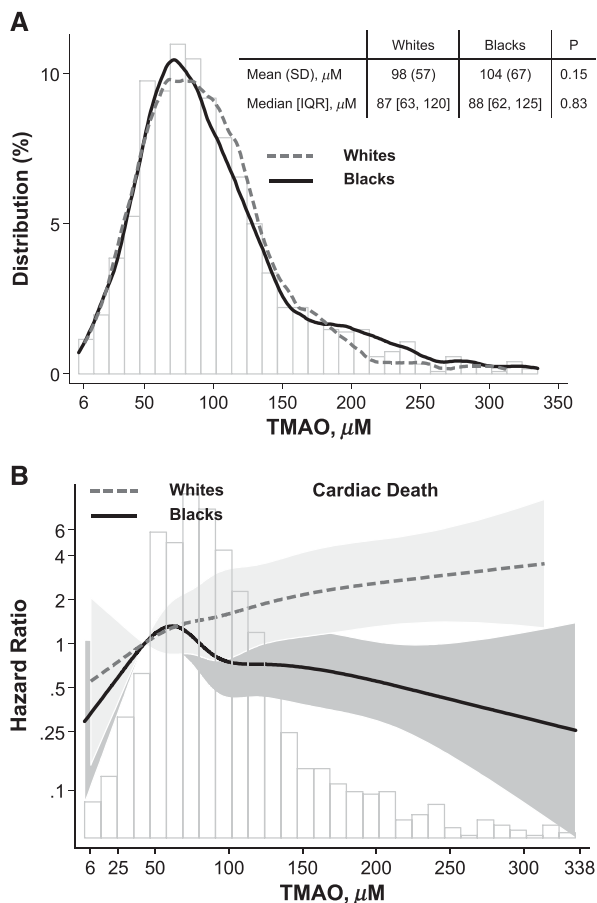 A
Whites Blacks P
Mean (SD), μM 98 (57) 104 (67) 0.15
Median [IQR], μM 87 [63, 120] 88 [62, 125] 0.83
Whites
Blacks
Distribution (%)
10
5
0
6 50 100 150 200 250 300 350
TMAO, μM
B
Whites
Blacks
Cardiac Death
Hazard Ratio
6
4
2
1
.5
.25
.1
6 25 50 100 150 200 250 300 338
TMAO, μM